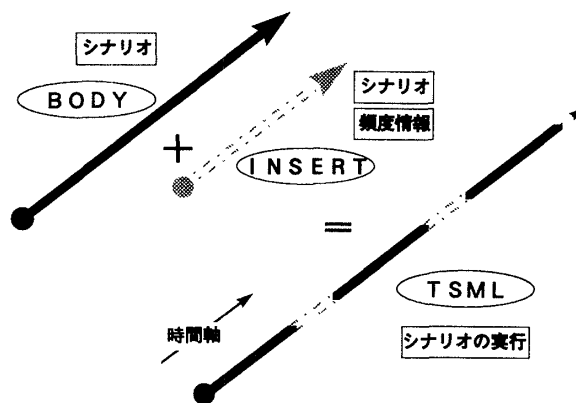 シナリオ
BODY
+
シナリオ
頻度情報
INSERT
=
TSML
時間軸
シナリオの実行